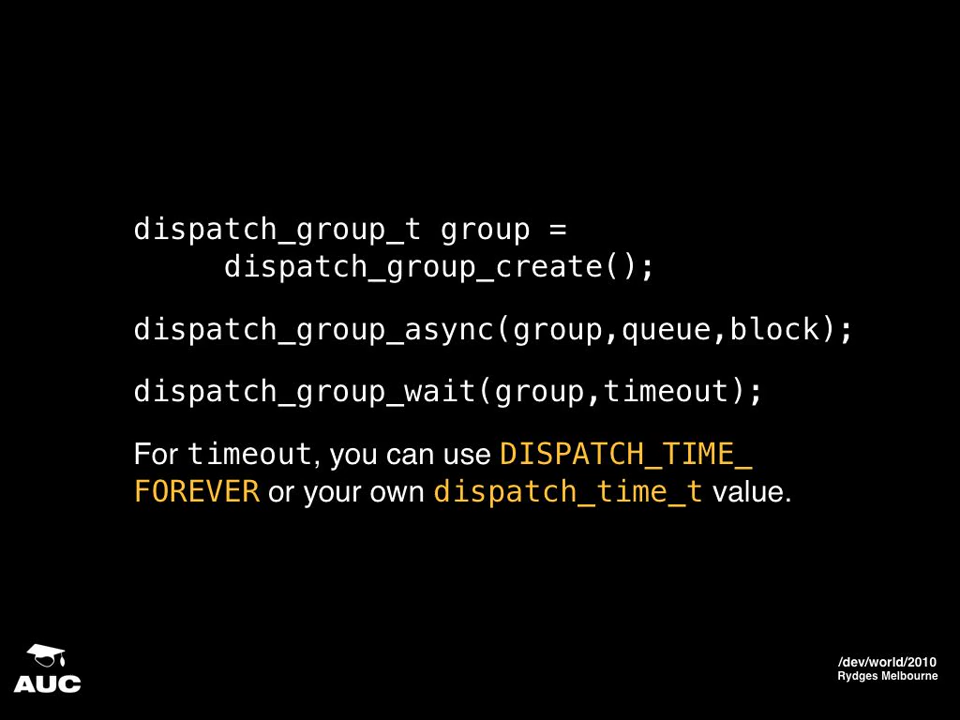 dispatch_group_t group =
dispatch_group_create();
dispatch_group_async(group,queue,block);
dispatch_group_wait(group,timeout);
For timeout, you can use DISPATCH_TIME_
FOREVER or your own dispatch_time_t value.
AUC
/dev/world/2010
Rydges Melbourne